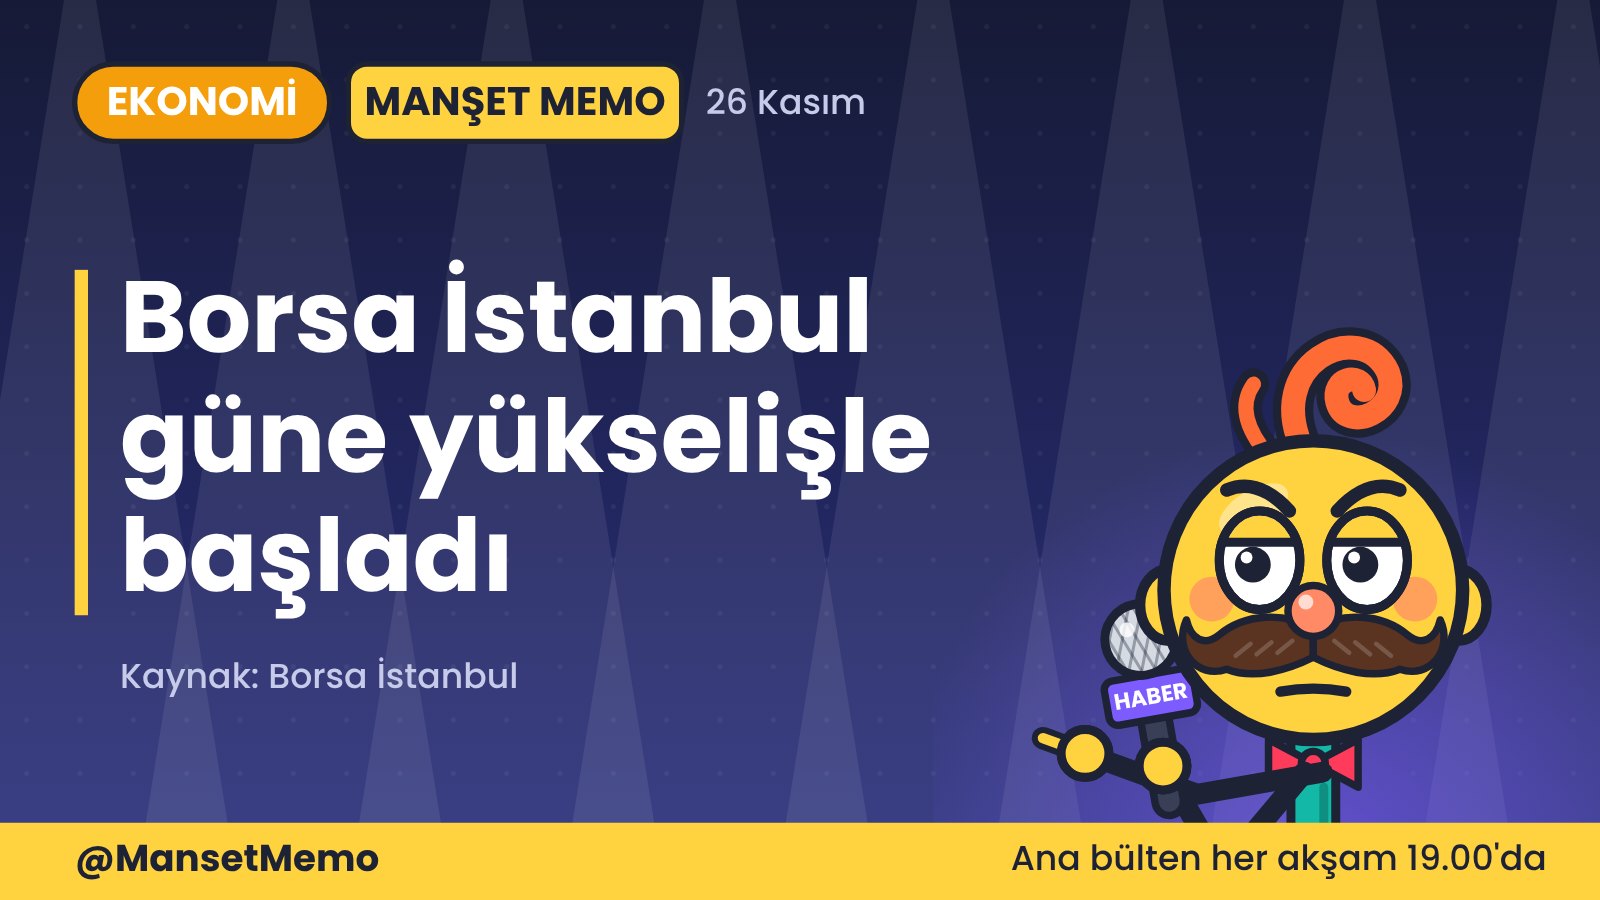 EKONOMİ MANŞET MEMO 26 Kasım
Borsa İstanbul
güne yükselişle
başladı
Kaynak: Borsa İstanbul
HABER
@MansetMemo
Ana bülten her akşam 19.00'da